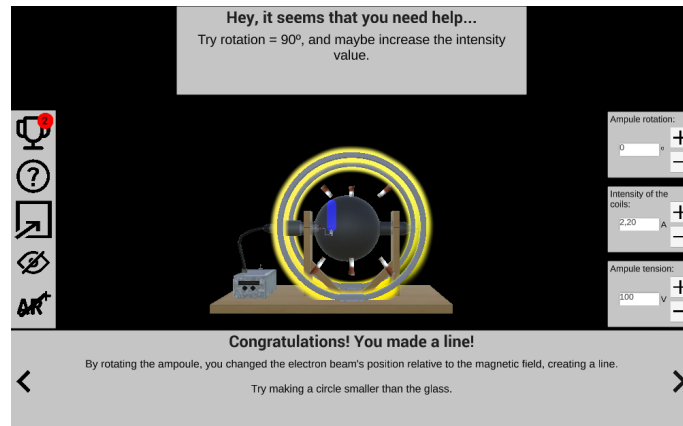 Hey, it seems that you need help...
Try rotation = 90º, and maybe increase the intensity
value.
2
?
AR+
Ampule rotation:
0 º
+
−
Intensity of the
coils:
2,20 A
+
−
Ampule tension:
100 V
+
−
Congratulations! You made a line!
By rotating the ampoule, you changed the electron beam's position relative to the magnetic field, creating a line.
Try making a circle smaller than the glass.